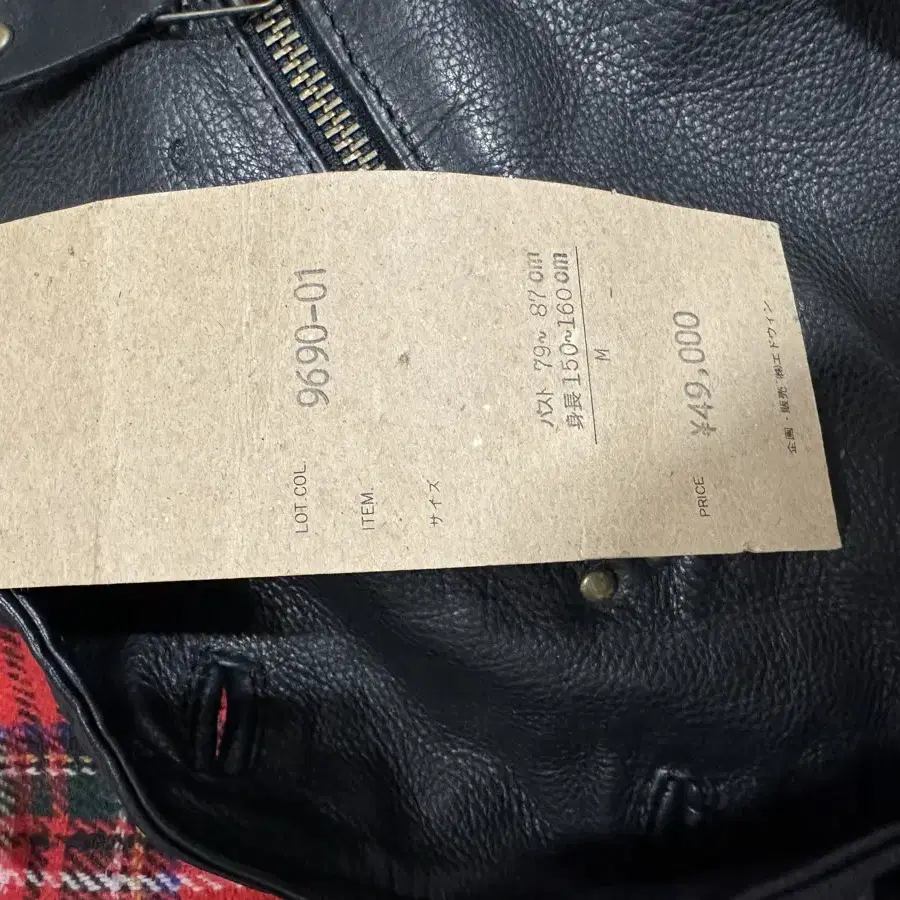 LOT.COL. 9690-01
ITEM.
サイズ
バスト 79~ 87cm
身長 150~160cm
M
PRICE ¥49,000
企画・販売 ㈱エドウィン